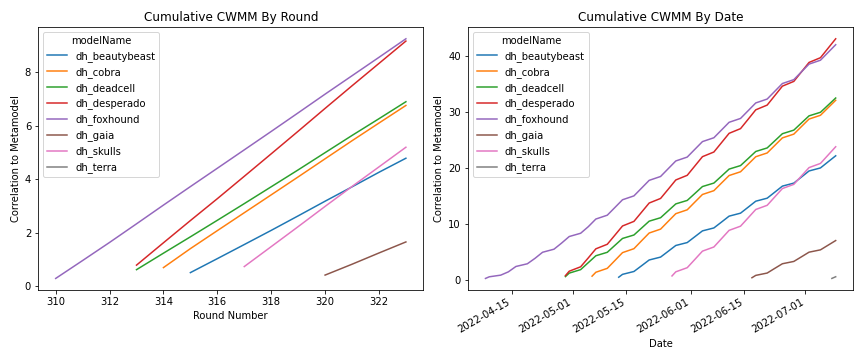 Cumulative CWMM By Round
Correlation to Metamodel
8
6
4
2
0
modelName
dh_beautybeast
dh_cobra
dh_deadcell
dh_desperado
dh_foxhound
dh_gaia
dh_skulls
dh_terra
310 312 314 316 318 320 322
Round Number
Cumulative CWMM By Date
Correlation to Metamodel
40
30
20
10
0
modelName
dh_beautybeast
dh_cobra
dh_deadcell
dh_desperado
dh_foxhound
dh_gaia
dh_skulls
dh_terra
2022-04-15 2022-05-01 2022-05-15 2022-06-01 2022-06-15 2022-07-01
Date